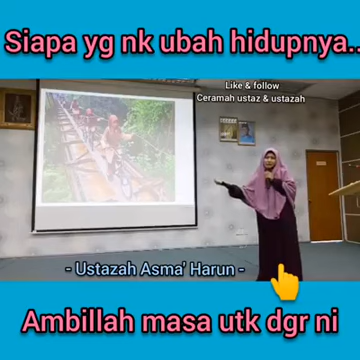 Siapa yg nk ubah hidupnya..
Like & follow
Ceramah ustaz & ustazah
- Ustazah Asma' Harun -
Ambillah masa utk dgr ni